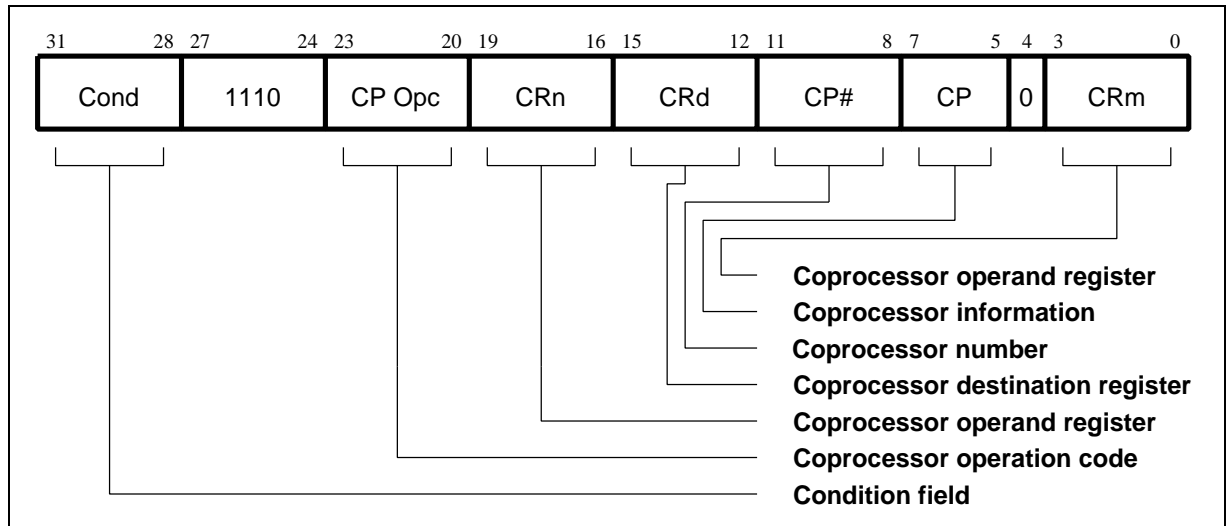 31 28 27 24 23 20 19 16 15 12 11 8 7 5 4 3 0
Cond 1110 CP Opc CRn CRd CP# CP 0 CRm
Coprocessor operand register
Coprocessor information
Coprocessor number
Coprocessor destination register
Coprocessor operand register
Coprocessor operation code
Condition field